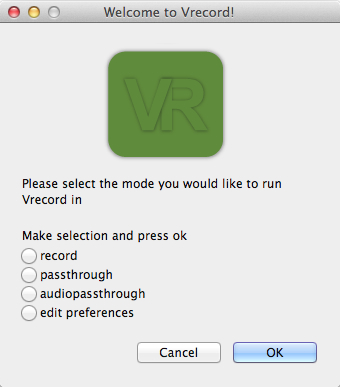 Welcome to Vrecord!
VR
Please select the mode you would like to run
Vrecord in
Make selection and press ok
record
passthrough
audiopassthrough
edit preferences
Cancel
OK